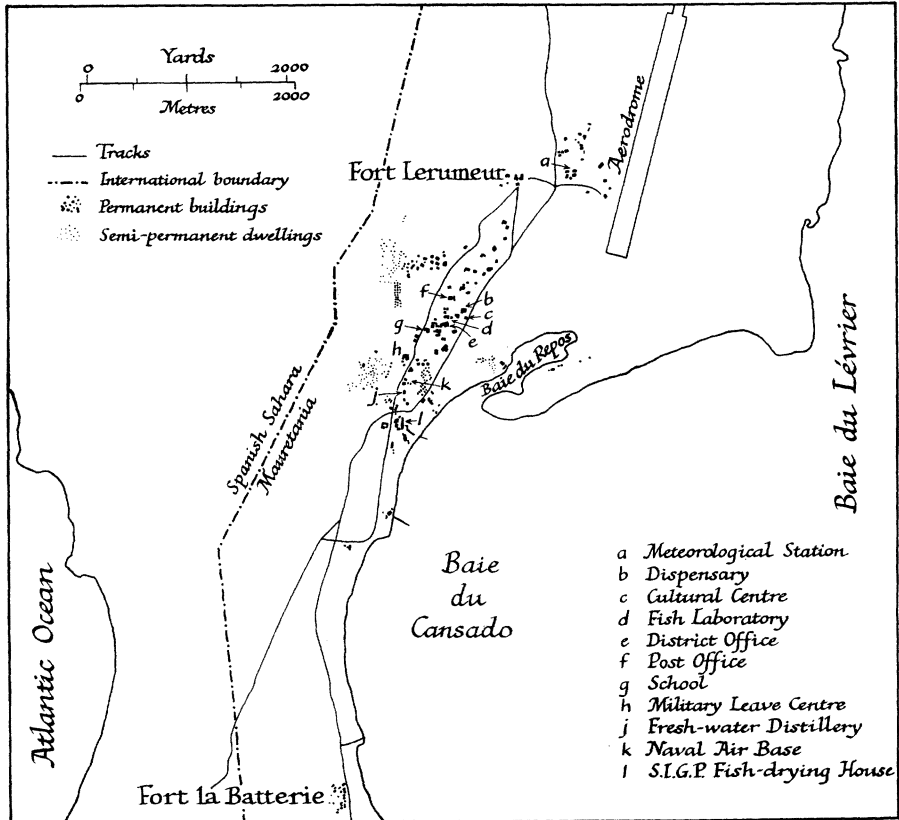 Yards
0 2000
0 2000
Metres
Tracks
International boundary
Permanent buildings
Semi-permanent dwellings
Fort Lerumeur
a
Aerodrome
f
b
c
g
d
e
h
k
j
l
Baie du Repos
Spanish Sahara
Mauretania
Baie du Lévrier
Atlantic Ocean
Baie
du
Cansado
Fort la Batterie
a Meteorological Station
b Dispensary
c Cultural Centre
d Fish Laboratory
e District Office
f Post Office
g School
h Military Leave Centre
j Fresh-water Distillery
k Naval Air Base
l S.I.G.P. Fish-drying House